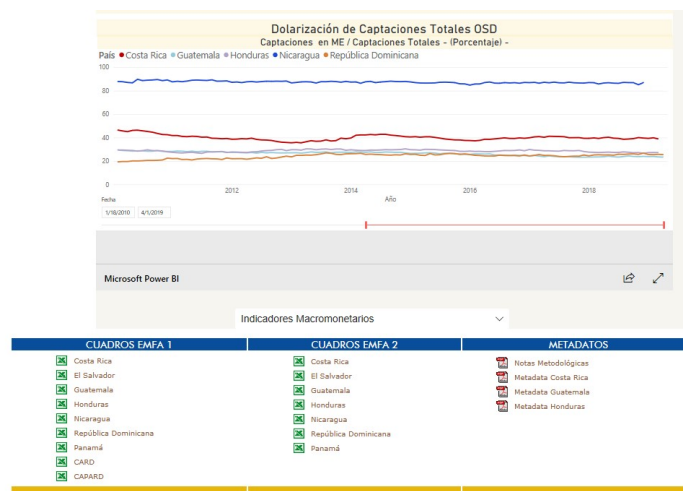 Dolarización de Captaciones Totales OSD
Captaciones en ME / Captaciones Totales - (Porcentaje) -
País Costa Rica Guatemala Honduras Nicaragua República Dominicana
100
80
60
40
20
0
2012 2014 2016 2018
Año
Fecha
1/18/2010 4/1/2019
Microsoft Power BI
Indicadores Macromonetarios
CUADROS EMFA 1 CUADROS EMFA 2 METADATOS
Costa Rica Costa Rica Notas Metodológicas
El Salvador El Salvador Metadata Costa Rica
Guatemala Guatemala Metadata Guatemala
Honduras Honduras Metadata Honduras
Nicaragua Nicaragua
República Dominicana República Dominicana
Panamá Panamá
CARD
CAPARD